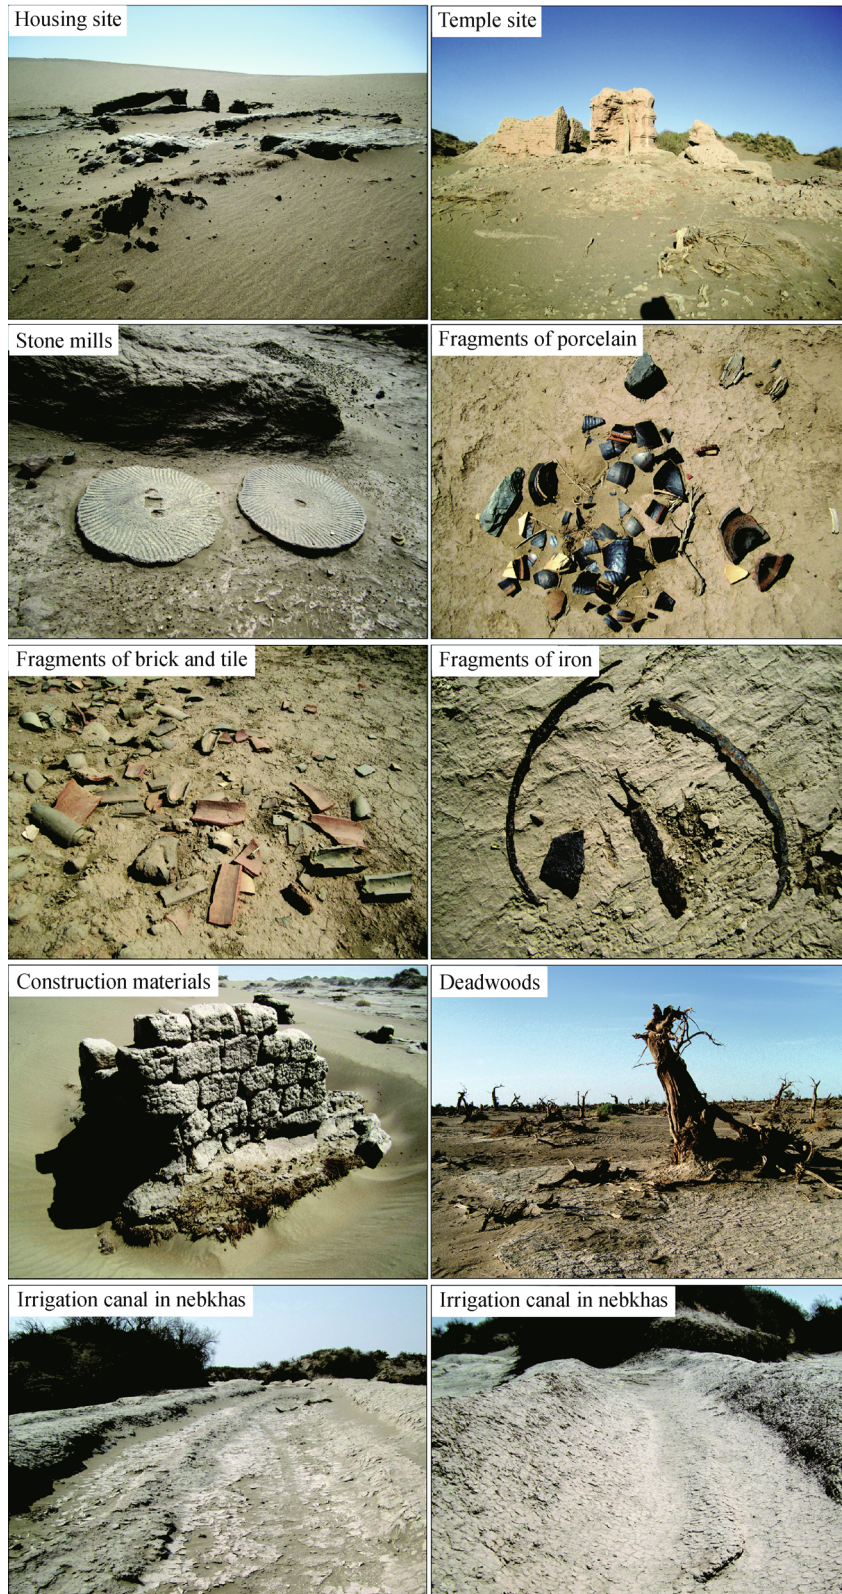 Housing site
Temple site
Stone mills
Fragments of porcelain
Fragments of brick and tile
Fragments of iron
Construction materials
Deadwoods
Irrigation canal in nebkhas
Irrigation canal in nebkhas